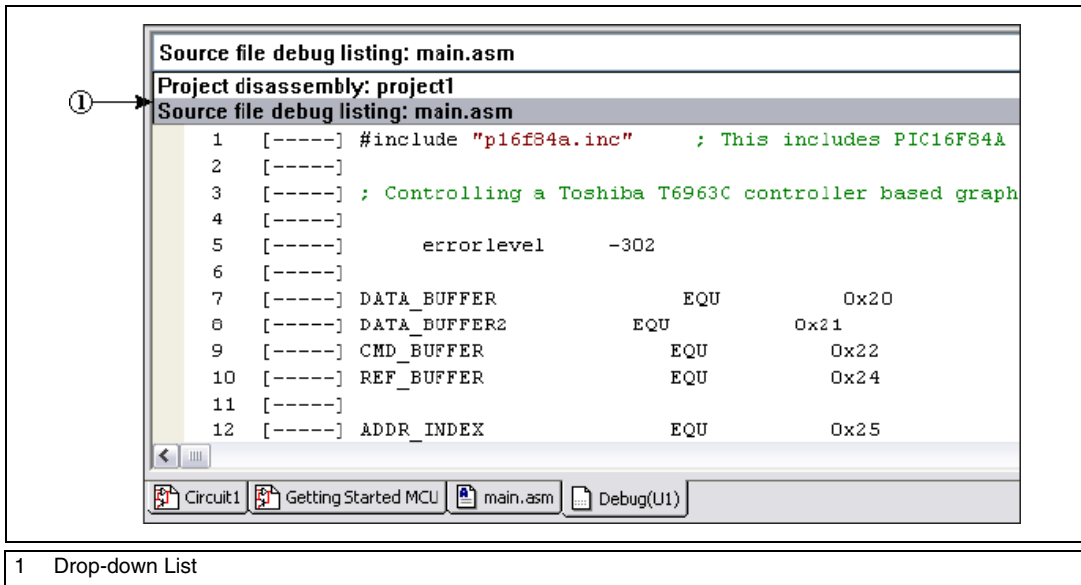 Source file debug listing: main.asm
Project disassembly: project1
Source file debug listing: main.asm
1
1 [-----] #include "p16f84a.inc" ; This includes PIC16F84A
2 [-----]
3 [-----] ; Controlling a Toshiba T6963C controller based graph
4 [-----]
5 [-----] errorlevel -302
6 [-----]
7 [-----] DATA_BUFFER EQU 0x20
8 [-----] DATA_BUFFER2 EQU 0x21
9 [-----] CMD_BUFFER EQU 0x22
10 [-----] REF_BUFFER EQU 0x24
11 [-----]
12 [-----] ADDR_INDEX EQU 0x25
Circuit1 Getting Started MCU main.asm Debug(U1)
1 Drop-down List